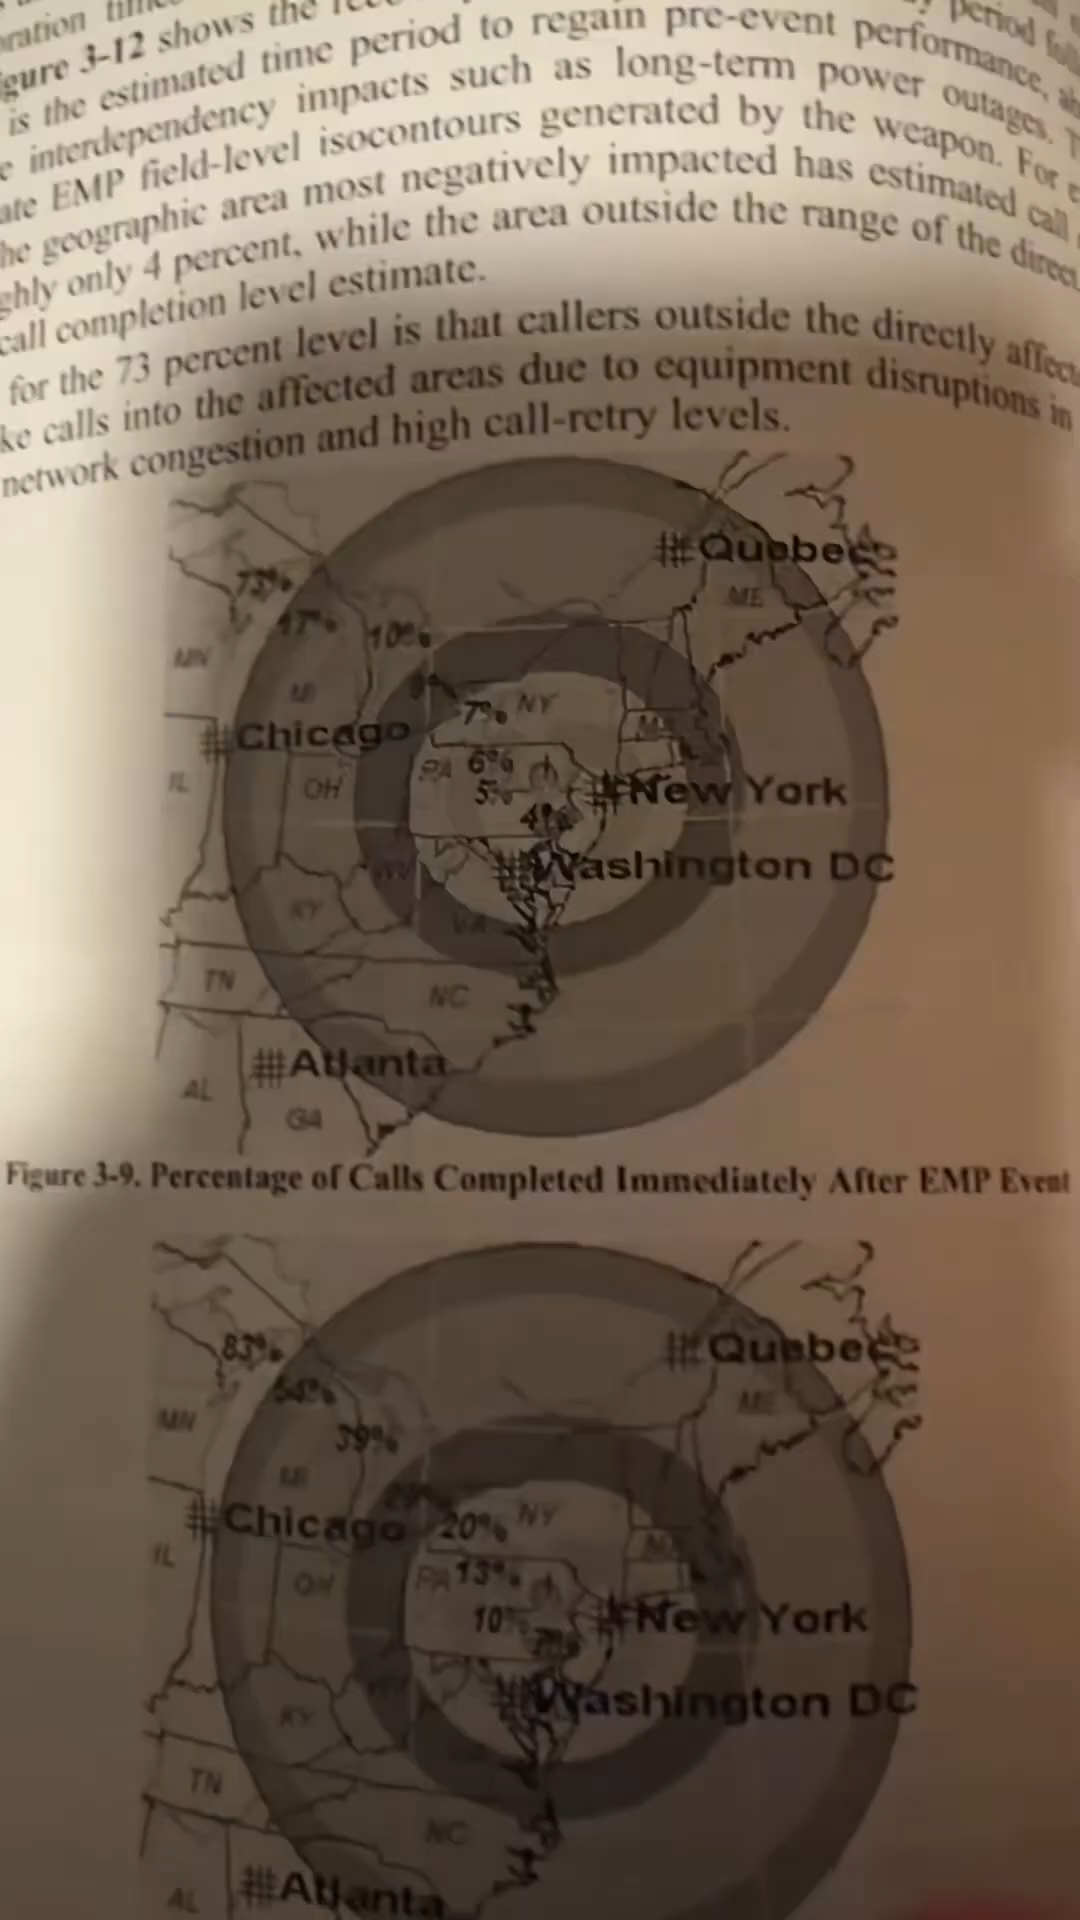 gure 3-12 shows the
is the estimated time period to regain pre-event performance,
interdependency impacts such as long-term power outages.
ate EMP field-level isocontours generated by the weapon. For
he geographic area most negatively impacted has estimated call
ghly only 4 percent, while the area outside the range of the direct
call completion level estimate.
for the 73 percent level is that callers outside the directly affect
ke calls into the affected areas due to equipment disruptions in
network congestion and high call-retry levels.
#Quebec
73%
ME
47%
10%
MN
MI
7%
NY
#Chicago
PA
6%
IL
OH
5%
#New York
4%
#Washington DC
KY
VA
TN
NC
#Atlanta
AL
GA
Figure 3-9. Percentage of Calls Completed Immediately After EMP Event
83%
#Quebec
54%
ME
MN
39%
MI
#Chicago
20%
NY
IL
OH
PA
13%
10%
#New York
#Washington DC
KY
TN
NC
#Atlanta
AL